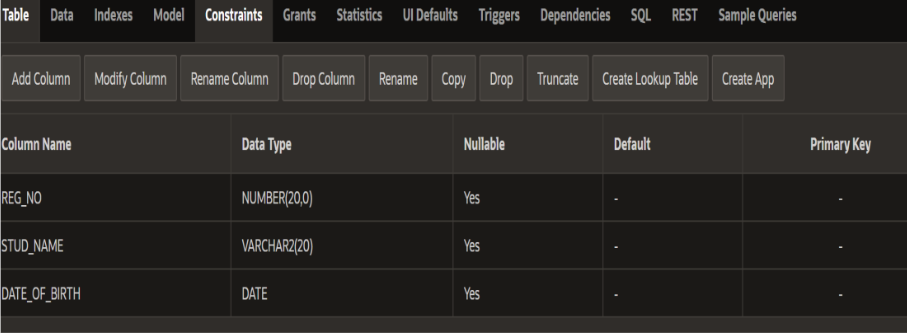 Table Data Indexes Model Constraints Grants Statistics UI Defaults Triggers Dependencies SQL REST Sample Queries
Add Column Modify Column Rename Column Drop Column Rename Copy Drop Truncate Create Lookup Table Create App
Column Name Data Type Nullable Default Primary Key
REG_NO NUMBER(20,0) Yes - -
STUD_NAME VARCHAR2(20) Yes - -
DATE_OF_BIRTH DATE Yes - -